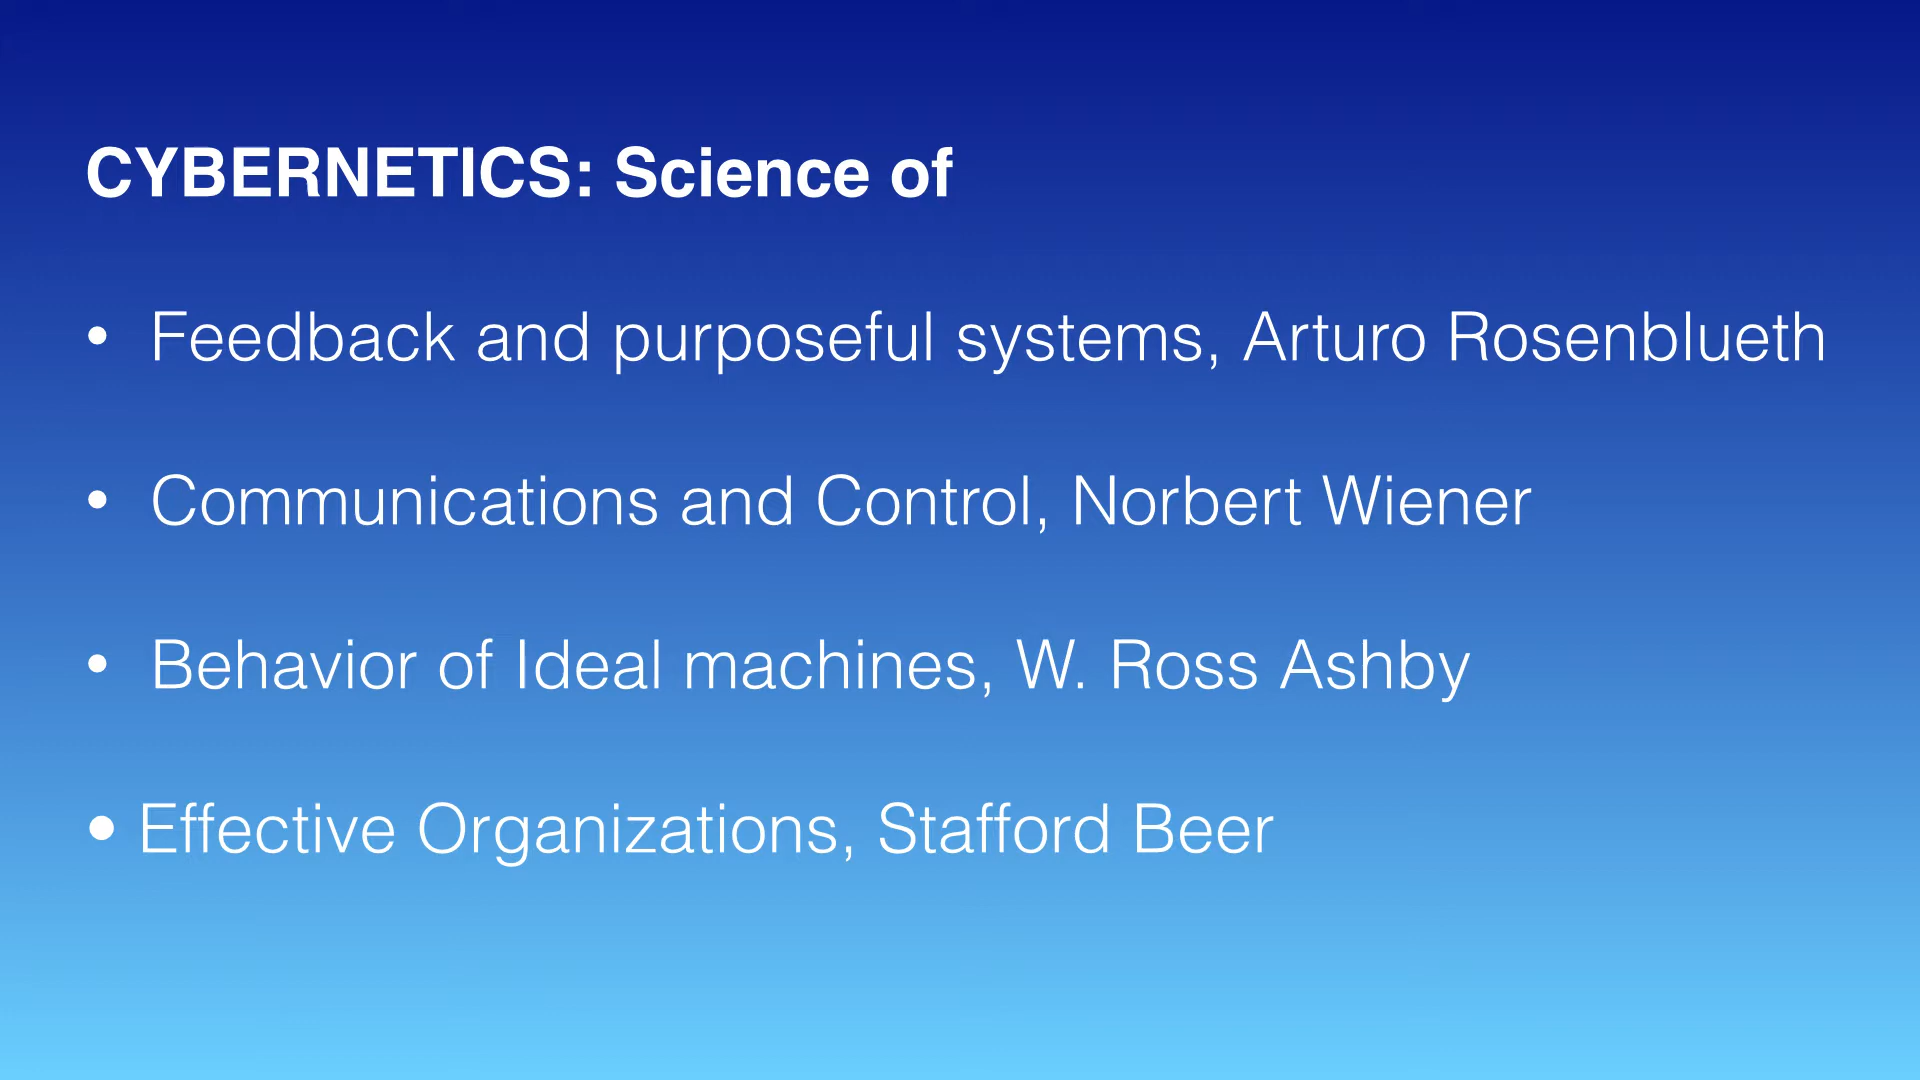 CYBERNETICS: Science of
• Feedback and purposeful systems, Arturo Rosenblueth
• Communications and Control, Norbert Wiener
• Behavior of Ideal machines, W. Ross Ashby
• Effective Organizations, Stafford Beer